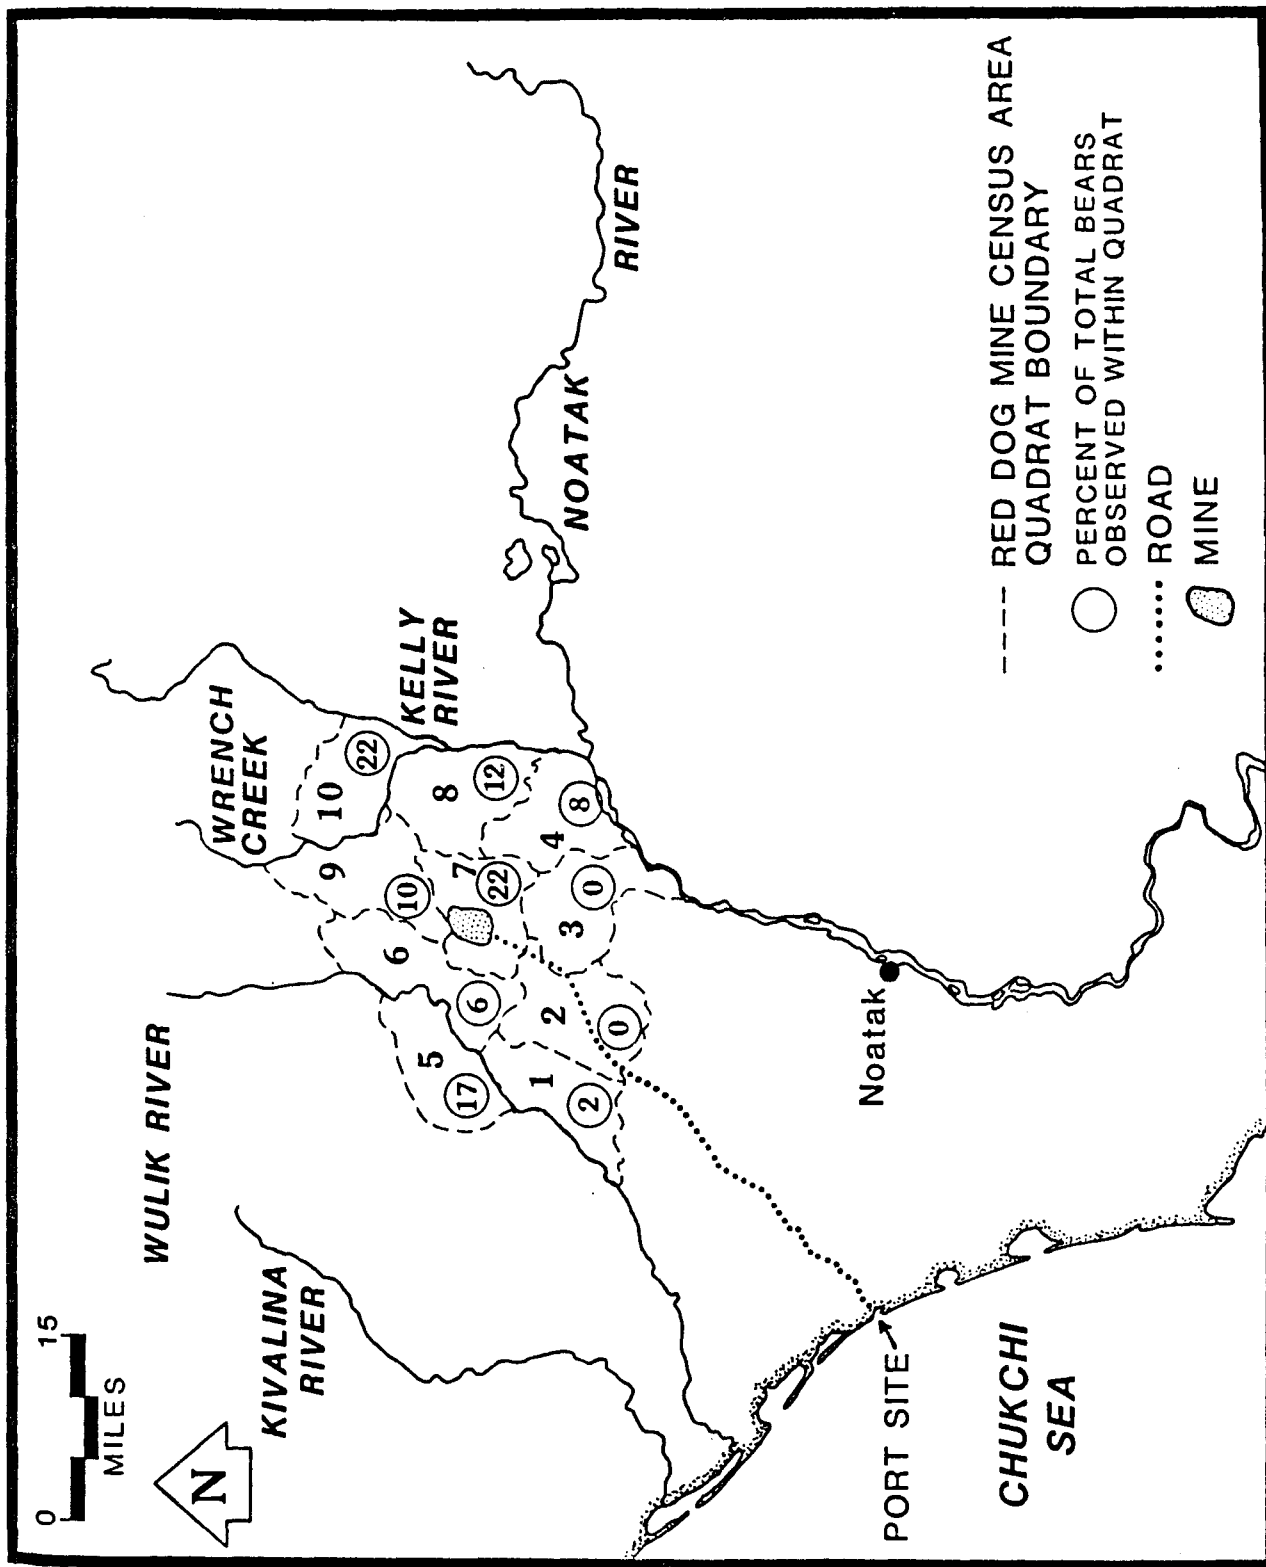 0 15
MILES
N
KIVALINA
RIVER
WULIK RIVER
WRENCH
CREEK
KELLY
RIVER
NOATAK
RIVER
10
22
9
10
8
12
7
22
6
6
5
17
4
8
3
0
2
0
1
2
Noatak
PORT SITE
CHUKCHI
SEA
---- RED DOG MINE CENSUS AREA
QUADRAT BOUNDARY
PERCENT OF TOTAL BEARS
OBSERVED WITHIN QUADRAT
ROAD
MINE